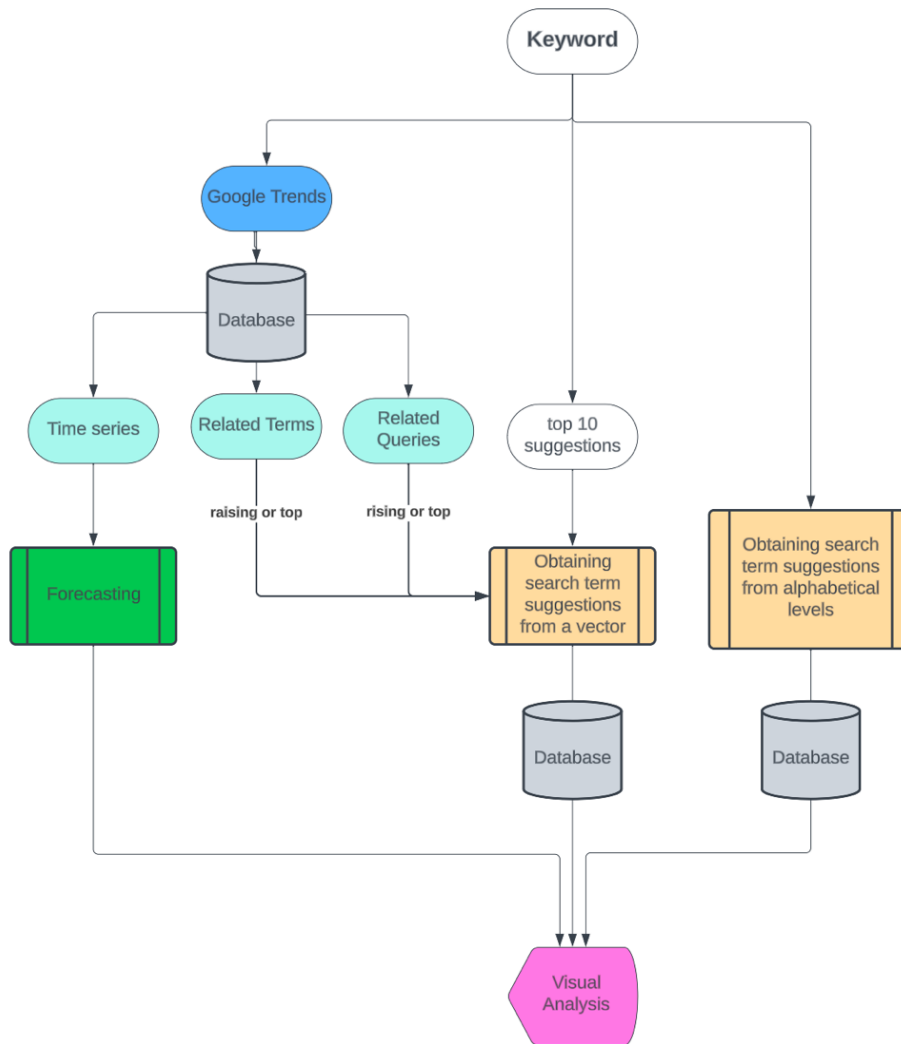 Keyword
Google Trends
Database
Time series
Related Terms
Related
Queries
top 10
suggestions
raising or top
rising or top
Forecasting
Obtaining
search term
suggestions
from a vector
Obtaining search
term suggestions
from alphabetical
levels
Database
Database
Visual
Analysis